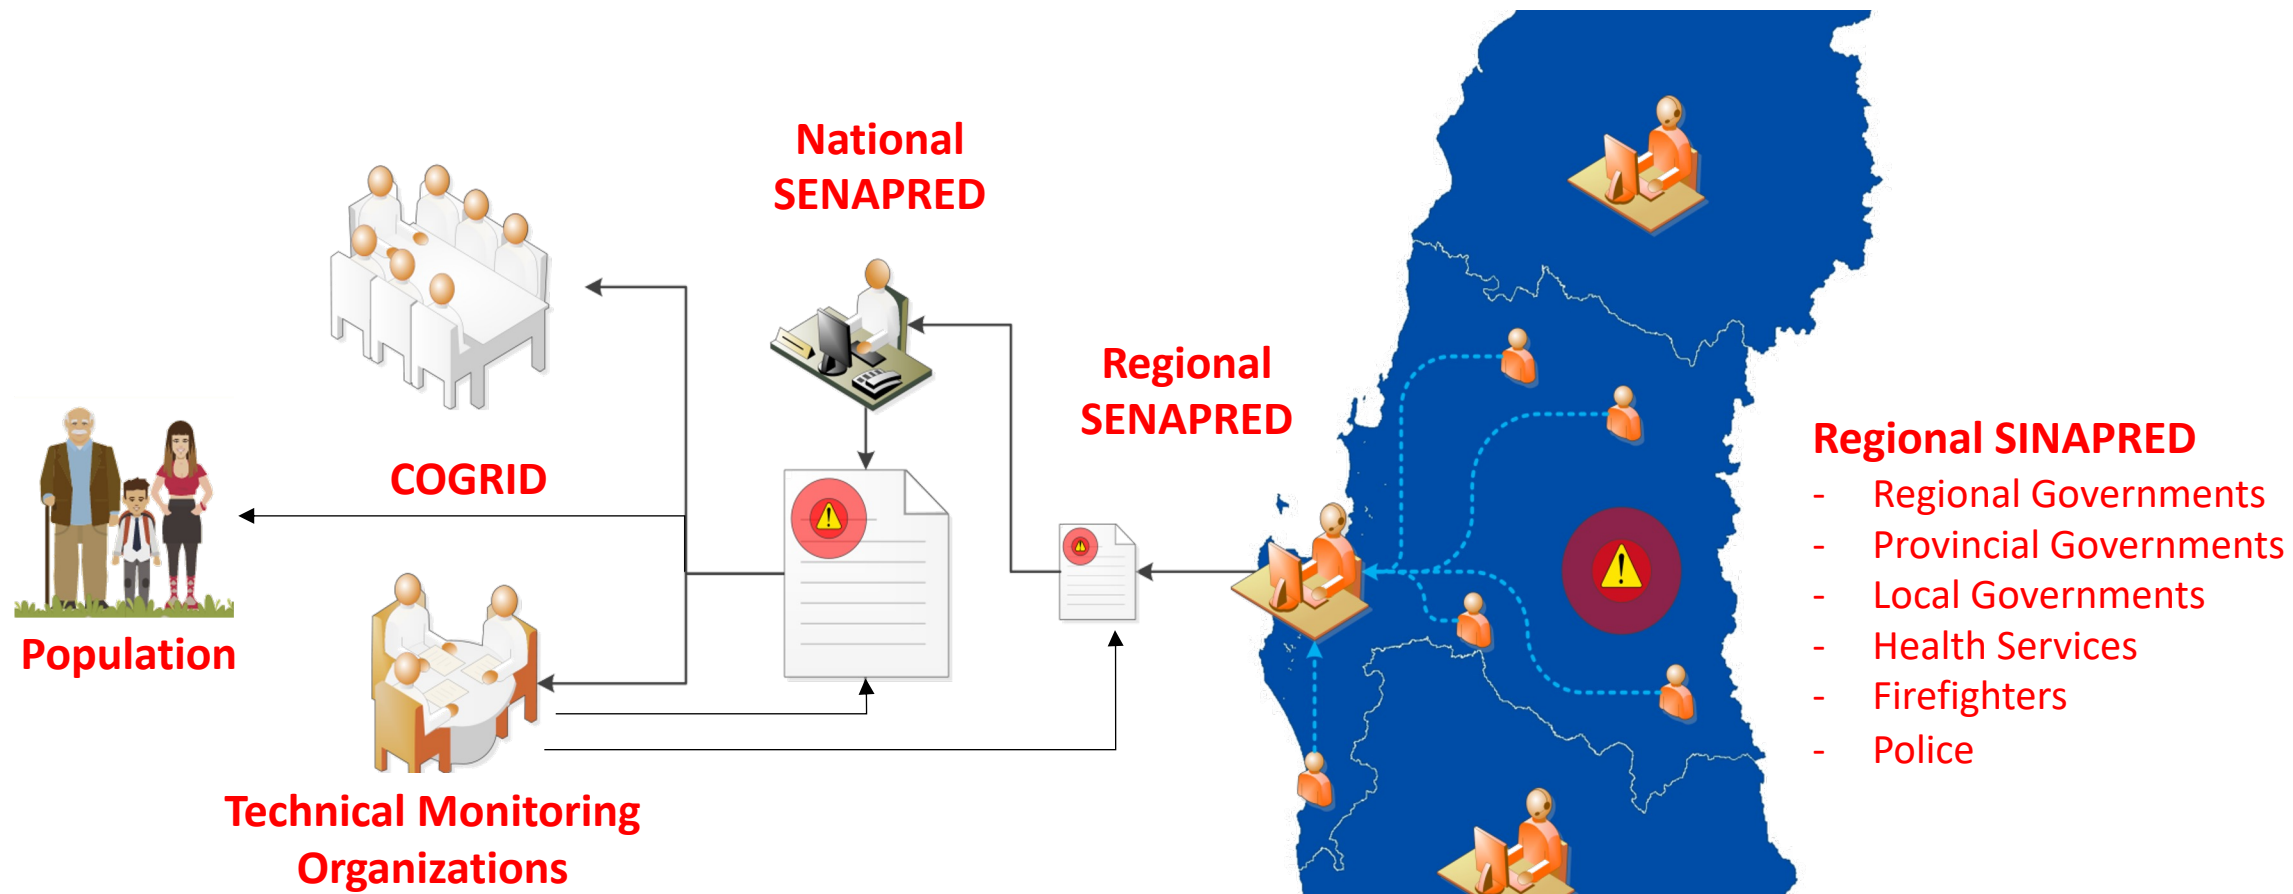 National
SENAPRED
Regional
SENAPRED
COGRID
Population
Technical Monitoring
Organizations
Regional SINAPRED
- Regional Governments
- Provincial Governments
- Local Governments
- Health Services
- Firefighters
- Police